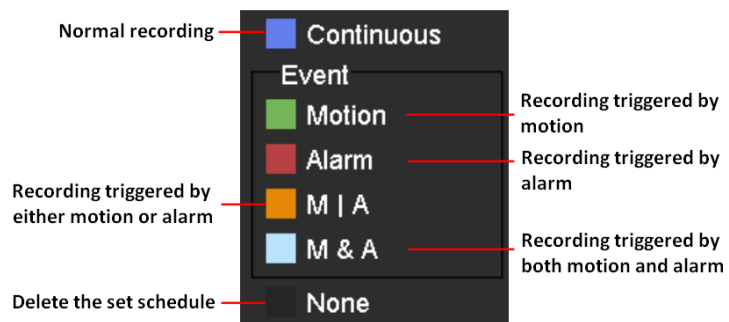 Normal recording
Continuous
Event
Motion
Recording triggered by
motion
Alarm
Recording triggered by
alarm
Recording triggered by
either motion or alarm
M | A
M & A
Recording triggered by
both motion and alarm
Delete the set schedule
None